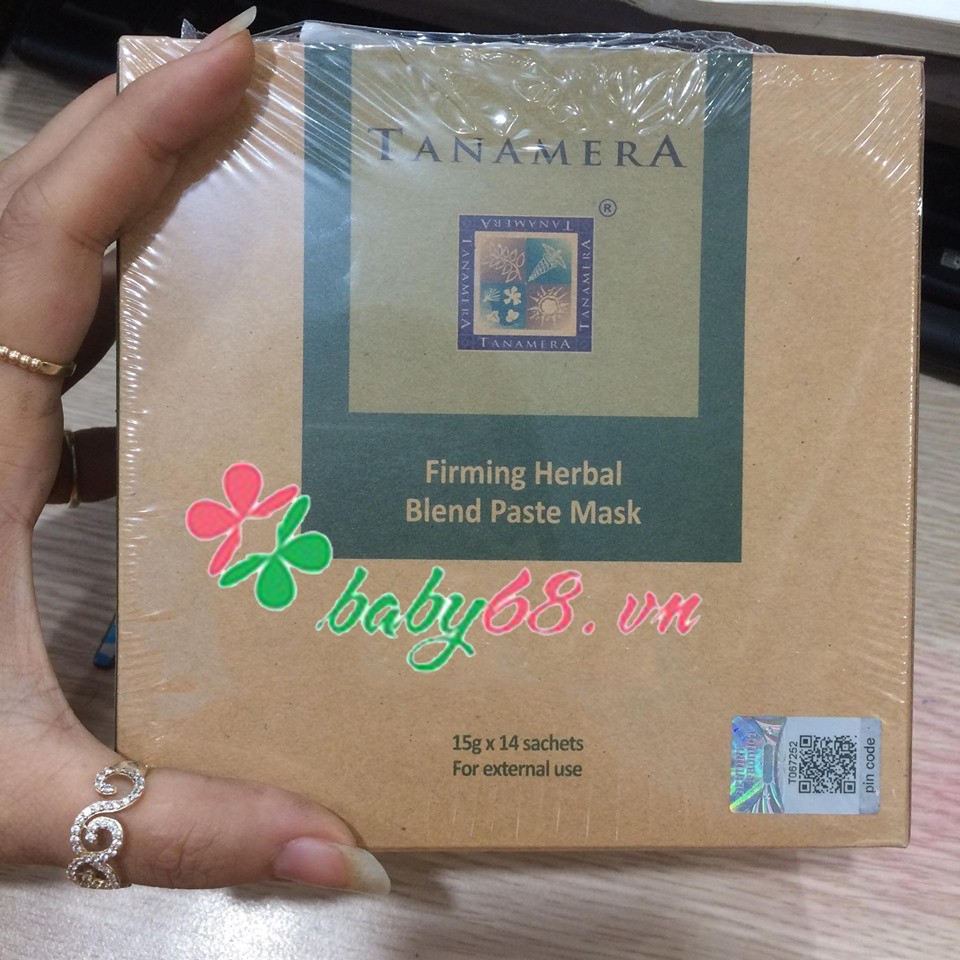 TANAMERA
®
TANAMERA
TANAMERA
TANAMERA
TANAMERA
Firming Herbal
Blend Paste Mask
baby68.vn
15g x 14 sachets
For external use
T067252
pin code